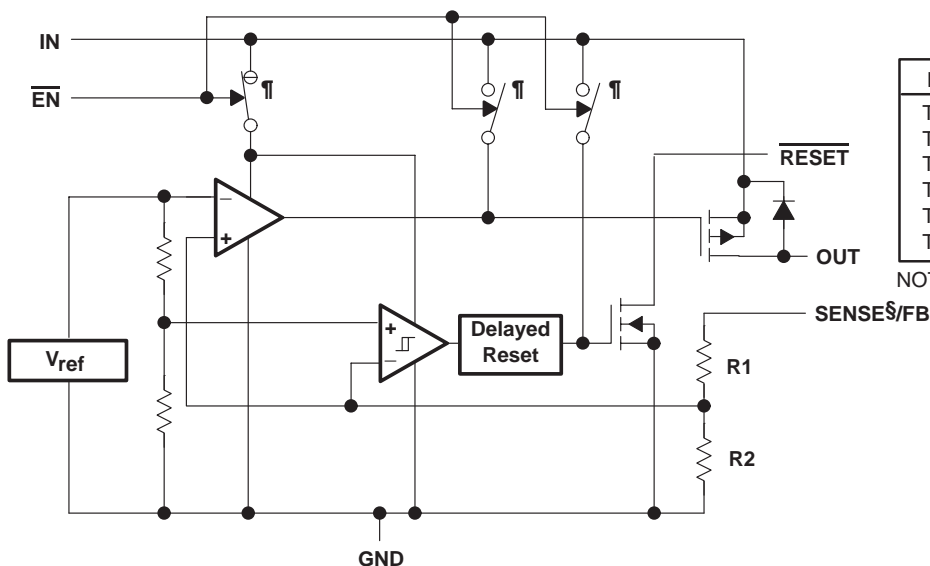 IN
EN
¶
¶
¶
RESET
−
+
OUT
SENSE§/FB
+
−
Delayed
Reset
Vref
R1
R2
GND
T
T
T
T
T
T
NOT